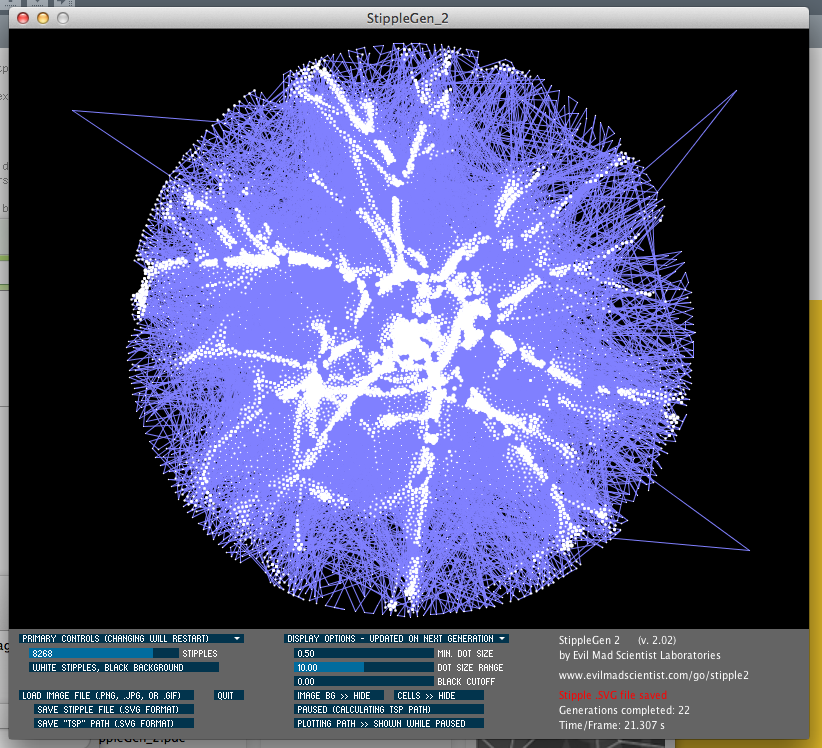 StippleGen_2
PRIMARY CONTROLS (CHANGING WILL RESTART)
8268 STIPPLES
WHITE STIPPLES, BLACK BACKGROUND
LOAD IMAGE FILE (.PNG, .JPG, OR .GIF) QUIT
SAVE STIPPLE FILE (.SVG FORMAT)
SAVE "TSP" PATH (.SVG FORMAT)
DISPLAY OPTIONS - UPDATED ON NEXT GENERATION
0.50 MIN. DOT SIZE
10.00 DOT SIZE RANGE
0.00 BLACK CUTOFF
IMAGE BG >> HIDE CELLS >> HIDE
PAUSED (CALCULATING TSP PATH)
PLOTTING PATH >> SHOWN WHILE PAUSED
StippleGen 2 (v. 2.02)
by Evil Mad Scientist Laboratories
www.evilmadscientist.com/go/stipple2
Stipple .SVG file saved
Generations completed: 22
Time/Frame: 21.307 s